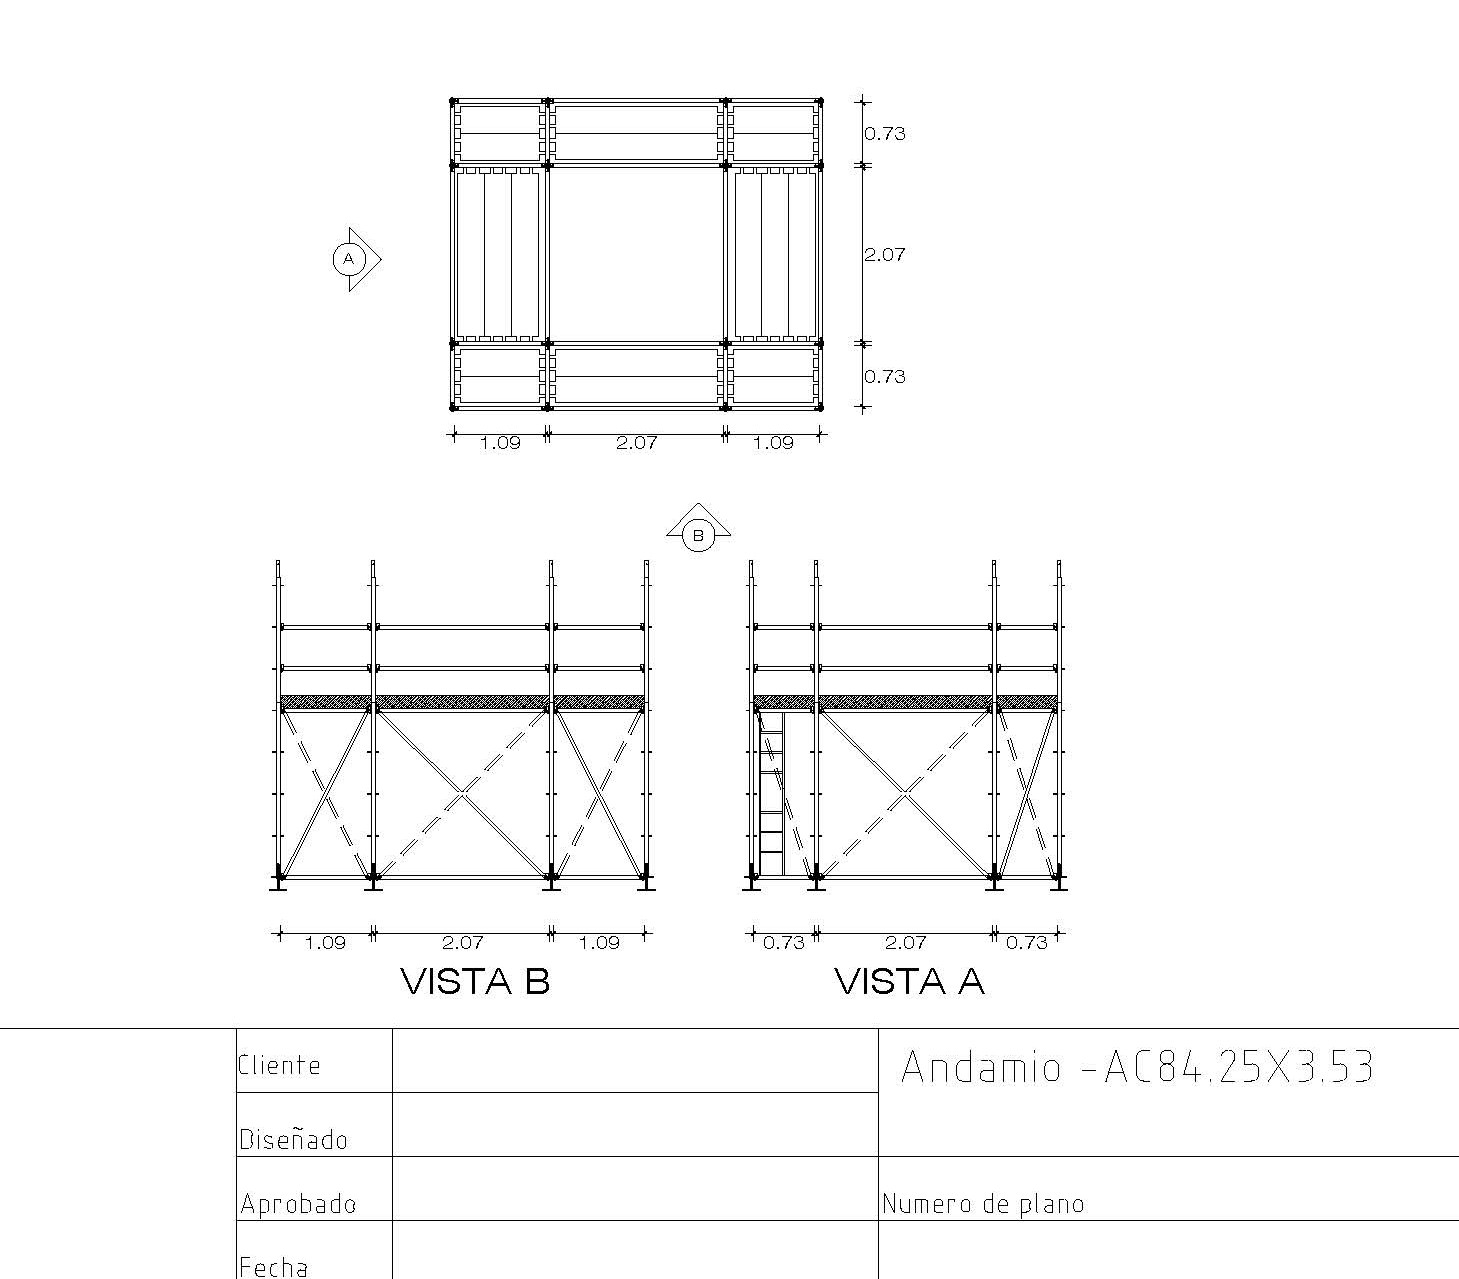 0.73
A
2.07
0.73
1.09 2.07 1.09
B
1.09 2.07 1.09
0.73 2.07 0.73
VISTA B
VISTA A
Cliente
Andamio -AC84.25X3.53
Diseñado
Aprobado
Numero de plano
Fecha